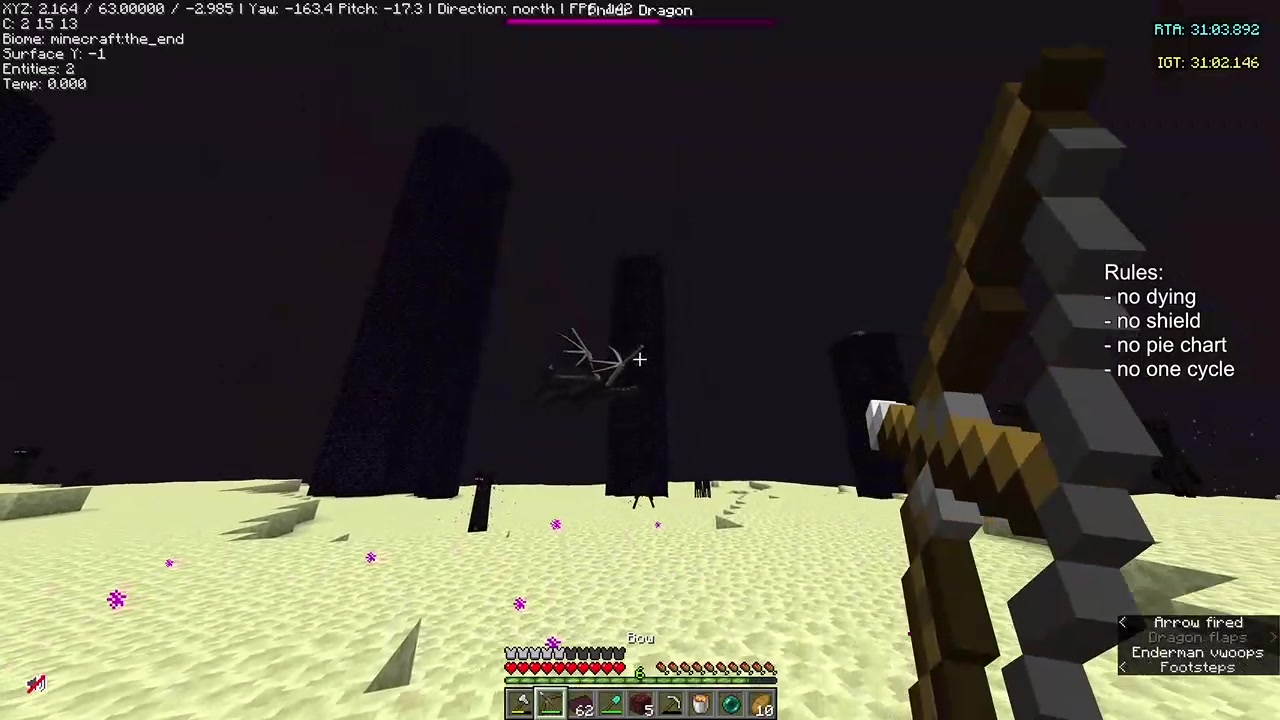 XYZ: 2.164 / 63.00000 / -2.985 | Yaw: -163.4 Pitch: -17.3 | Direction: north | FPS: 142
Ender Dragon
C: 2 15 13
Biome: minecraft:the_end
Surface Y: -1
Entities: 2
Temp: 0.000
RTA: 31:03.892
IGT: 31:02.146
Rules:
- no dying
- no shield
- no pie chart
- no one cycle
< Arrow fired
Dragon flaps >
Enderman vwoops
< Footsteps
Bow
6
62
5
10